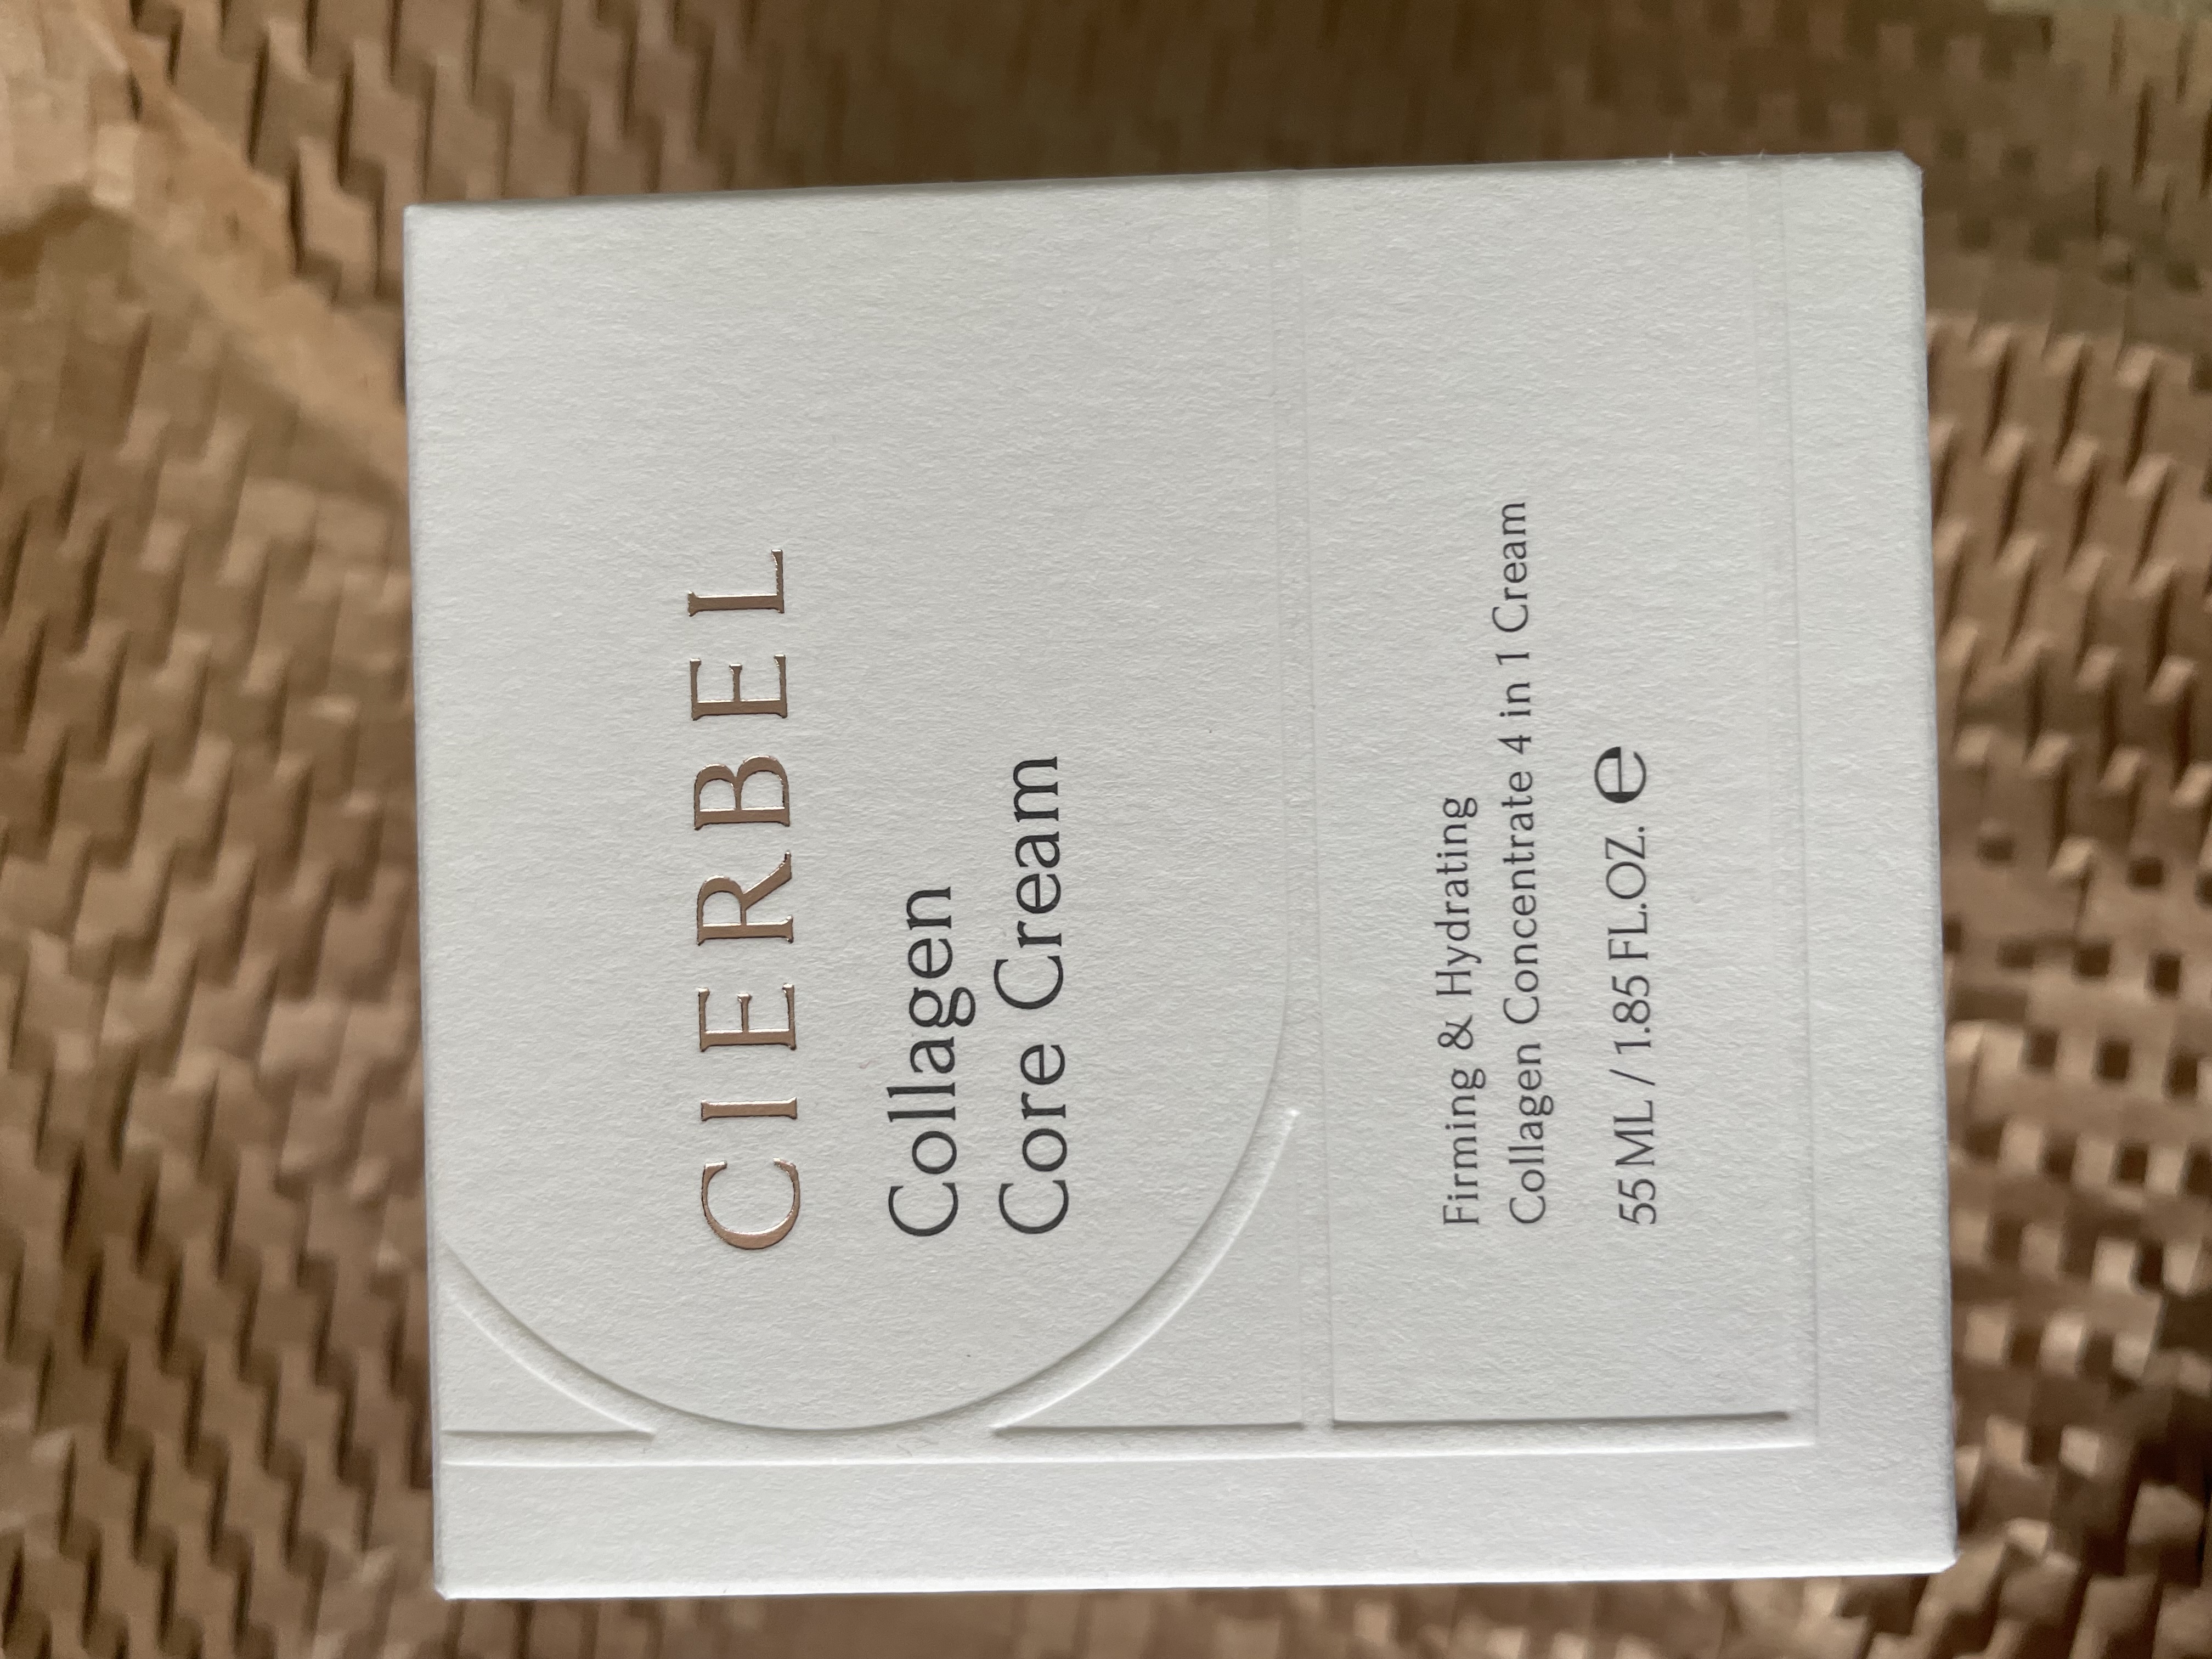 CIERBEL
Collagen
Core Cream
Firming & Hydrating
Collagen Concentrate 4 in 1 Cream
55 ML / 1.85 FL.OZ. ℮